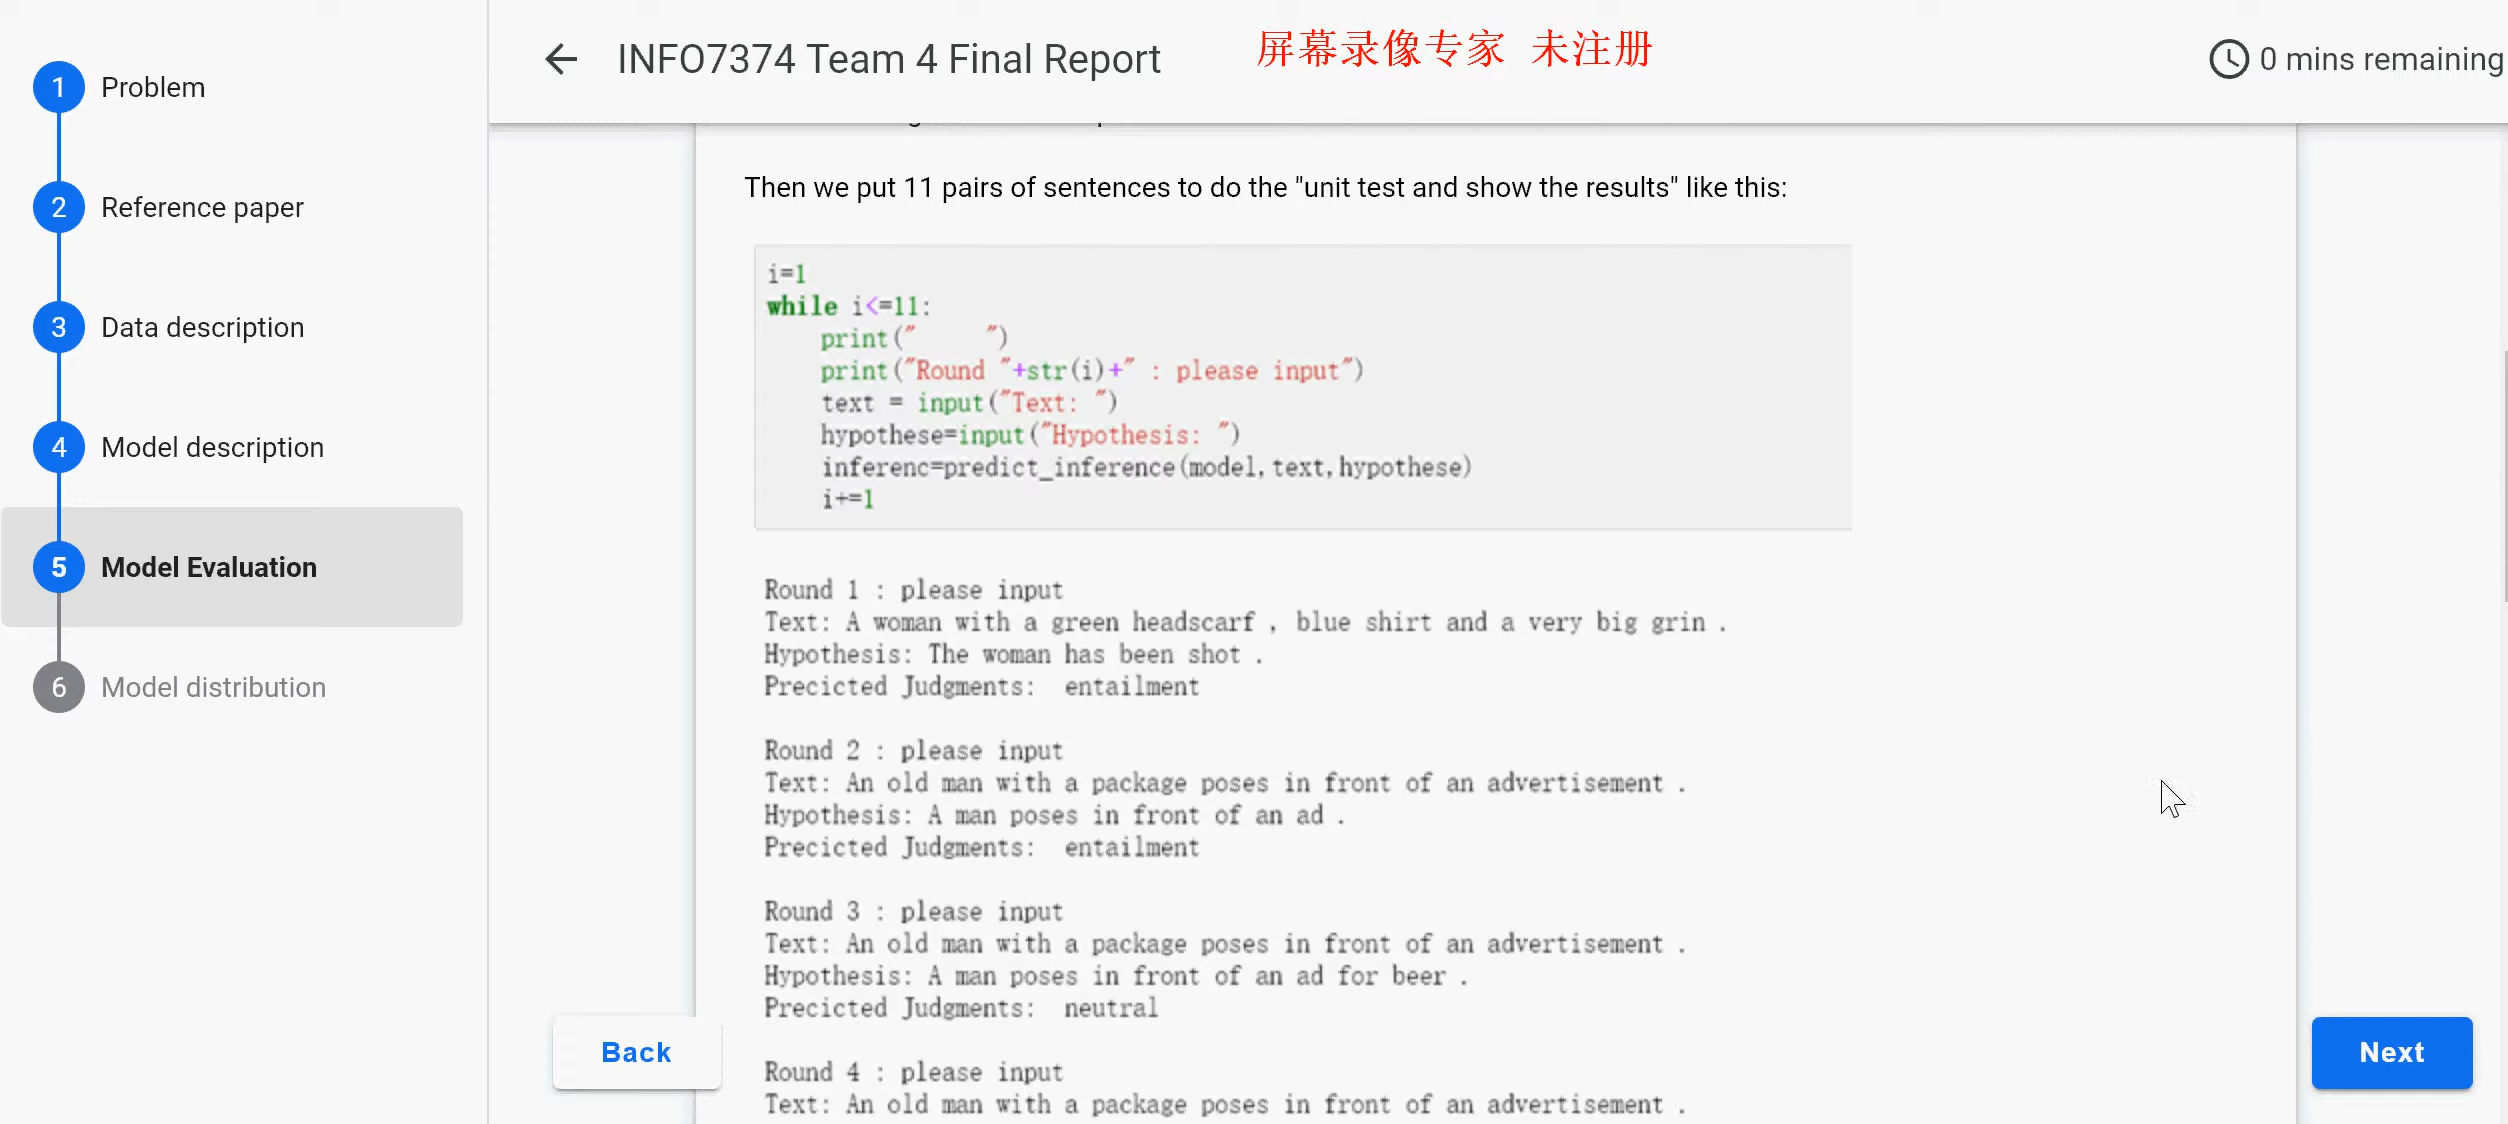 1 Problem
2 Reference paper
3 Data description
4 Model description
5 Model Evaluation
6 Model distribution
INFO7374 Team 4 Final Report
屏幕录像专家 未注册
0 mins remaining
Then we put 11 pairs of sentences to do the "unit test and show the results" like this:
i=1
while i<=11:
    print("     ")
    print("Round "+str(i)+" : please input")
    text = input("Text: ")
    hypothese=input("Hypothesis: ")
    inferenc=predict_inference(model,text,hypothese)
    i+=1
Round 1 : please input
Text: A woman with a green headscarf , blue shirt and a very big grin .
Hypothesis: The woman has been shot .
Precicted Judgments:  entailment
Round 2 : please input
Text: An old man with a package poses in front of an advertisement .
Hypothesis: A man poses in front of an ad .
Precicted Judgments:  entailment
Round 3 : please input
Text: An old man with a package poses in front of an advertisement .
Hypothesis: A man poses in front of an ad for beer .
Precicted Judgments:  neutral
Round 4 : please input
Text: An old man with a package poses in front of an advertisement .
Back
Next